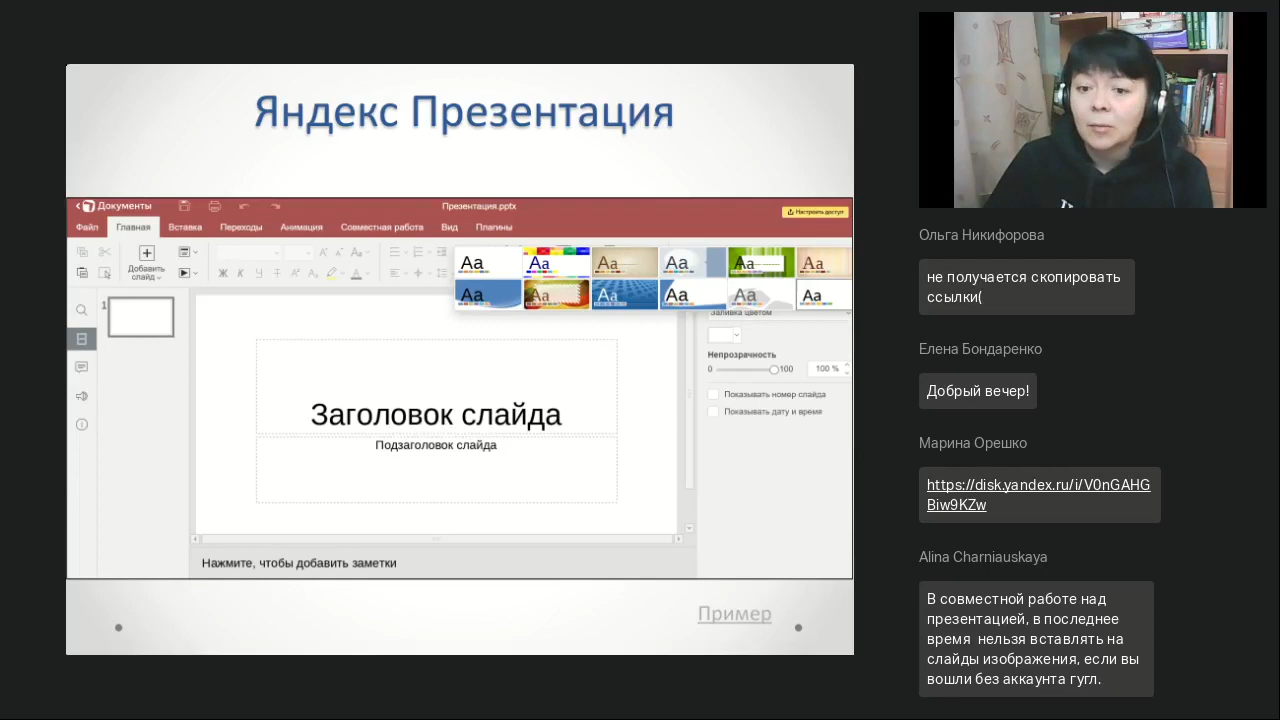 Яндекс Презентация
Документы
Презентация.pptx
Настроить доступ
Файл
Главная
Вставка
Переходы
Анимация
Совместная работа
Вид
Плагины
Добавить
слайд
Ж К Ч
Aa Aa Aa Aa Aa Aa
Aa Aa Aa Aa Aa Aa
1
Заливка цветом
Непрозрачность
0
100
100 %
Показывать номер слайда
Показывать дату и время
Заголовок слайда
Подзаголовок слайда
Нажмите, чтобы добавить заметки
Пример
Ольга Никифорова
не получается скопировать
ссылки(
Елена Бондаренко
Добрый вечер!
Марина Орешко
https://disk.yandex.ru/i/V0nGAHG
Biw9KZw
Alina Charniauskaya
В совместной работе над
презентацией, в последнее
время нельзя вставлять на
слайды изображения, если вы
вошли без аккаунта гугл.